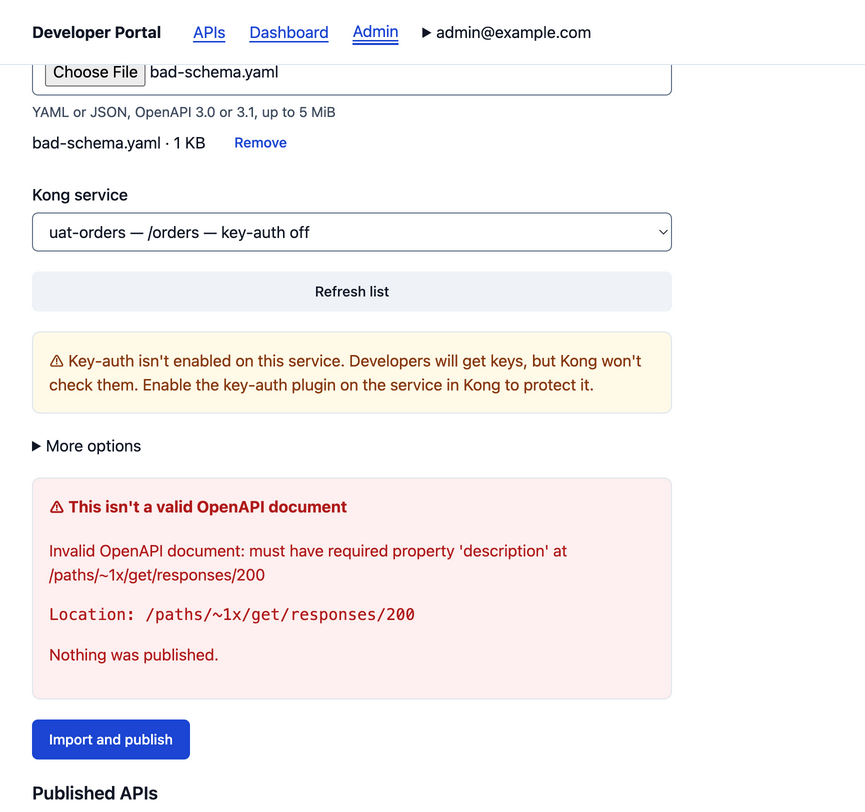 Developer Portal APIs Dashboard Admin ▶ admin@example.com
Choose File bad-schema.yaml
YAML or JSON, OpenAPI 3.0 or 3.1, up to 5 MiB
bad-schema.yaml · 1 KB Remove
Kong service
uat-orders — /orders — key-auth off
Refresh list
⚠ Key-auth isn't enabled on this service. Developers will get keys, but Kong won't
check them. Enable the key-auth plugin on the service in Kong to protect it.
▶ More options
⚠ This isn't a valid OpenAPI document
Invalid OpenAPI document: must have required property 'description' at
/paths/~1x/get/responses/200
Location: /paths/~1x/get/responses/200
Nothing was published.
Import and publish
Published APIs